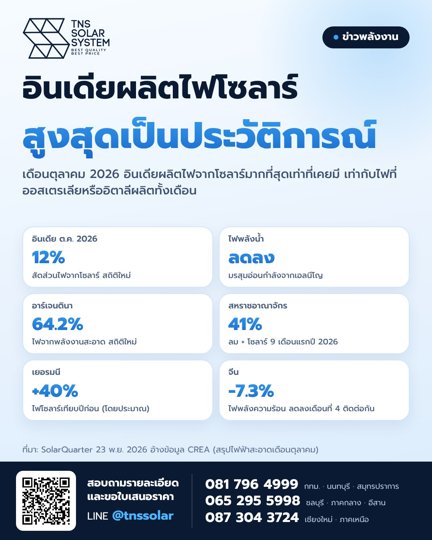 TNS
SOLAR
SYSTEM
BEST QUALITY
BEST PRICE
ข่าวพลังงาน
อินเดียผลิตไฟโซลาร์
สูงสุดเป็นประวัติการณ์
เดือนตุลาคม 2026 อินเดียผลิตไฟจากโซลาร์มากที่สุดเท่าที่เคยมี เท่ากับไฟที่
ออสเตรเลียหรืออิตาลีผลิตทั้งเดือน
อินเดีย ต.ค. 2026
12%
สัดส่วนไฟจากโซลาร์ สถิติใหม่
ไฟพลังน้ำ
ลดลง
มรสุมอ่อนกำลังจากเอลนีโญ
อาร์เจนตินา
64.2%
ไฟจากพลังงานสะอาด สถิติใหม่
สหราชอาณาจักร
41%
ลม + โซลาร์ 9 เดือนแรกปี 2026
เยอรมนี
+40%
ไฟโซลาร์เทียบปีก่อน (โดยประมาณ)
จีน
-7.3%
ไฟพลังความร้อน ลดลงเดือนที่ 4 ติดต่อกัน
ที่มา: SolarQuarter 23 พ.ย. 2026 อ้างข้อมูล CREA (สรุปไฟฟ้าสะอาดเดือนตุลาคม)
สอบถามรายละเอียด
และขอใบเสนอราคา
LINE @tnssolar
081 796 4999 กทม. · นนทบุรี · สมุทรปราการ
065 295 5998 ชลบุรี · ภาคกลาง · อีสาน
087 304 3724 เชียงใหม่ · ภาคเหนือ